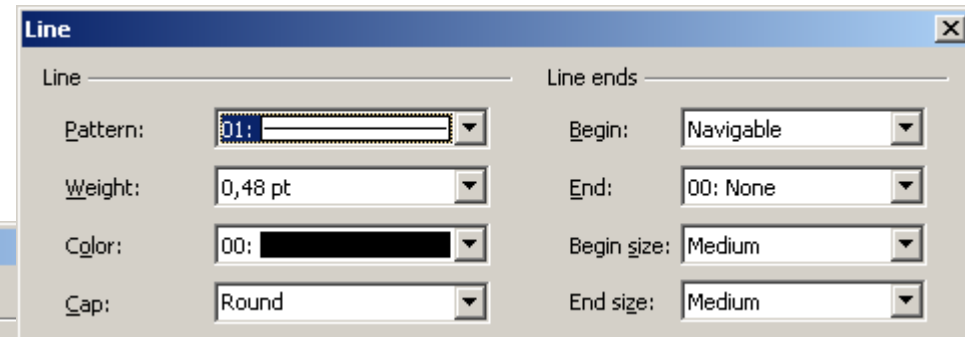 Line
Line Line ends
Pattern: 01: Begin: Navigable
Weight: 0,48 pt End: 00: None
Color: 00: Begin size: Medium
Cap: Round End size: Medium